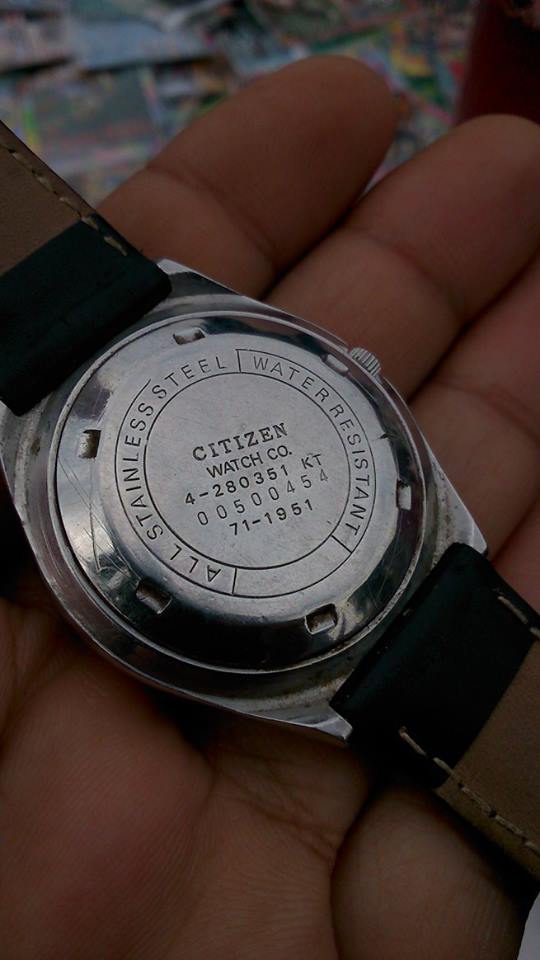 ALL STAINLESS STEEL
WATER RESISTANT
CITIZEN
WATCH CO.
4-280351 KT
00500454
71-1951